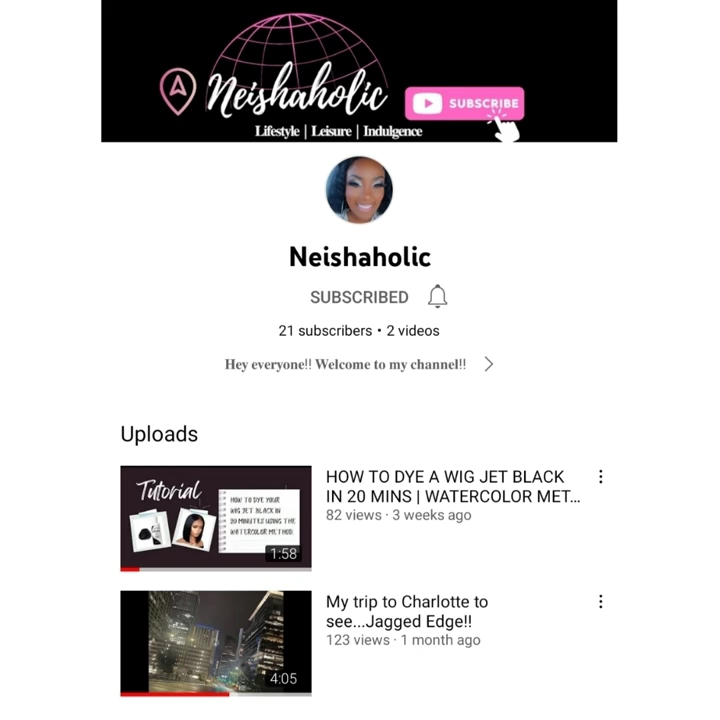 Neishaholic
SUBSCRIBE
Lifestyle | Leisure | Indulgence
Neishaholic
SUBSCRIBED
21 subscribers • 2 videos
Hey everyone!! Welcome to my channel!!
Uploads
Tutorial
HOW TO DYE YOUR
WIG JET BLACK IN
20 MINUTES USING THE
WATERCOLOR METHOD
1:58
HOW TO DYE A WIG JET BLACK
IN 20 MINS | WATERCOLOR MET...
82 views · 3 weeks ago
4:05
My trip to Charlotte to
see...Jagged Edge!!
123 views · 1 month ago